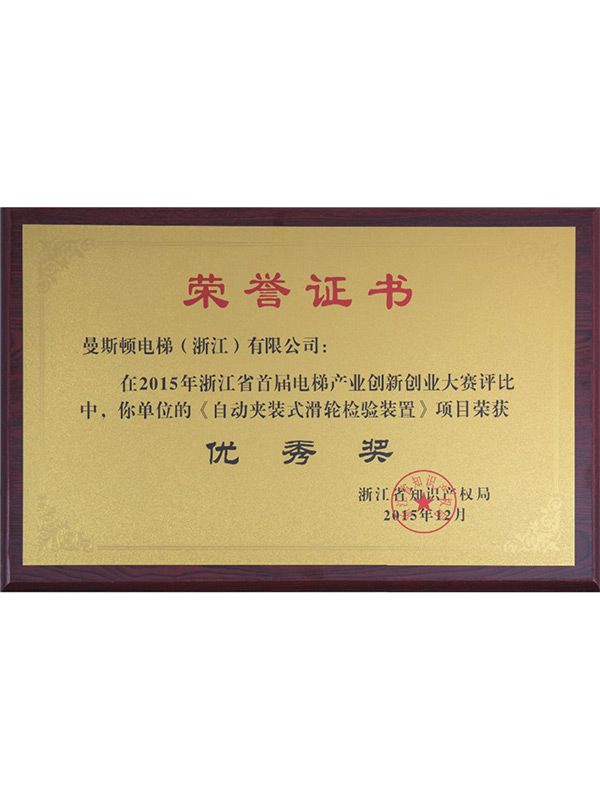 荣誉证书
曼斯顿电梯（浙江）有限公司：
在2015年浙江省首届电梯产业创新创业大赛评比
中，你单位的《自动夹装式滑轮检验装置》项目荣获
优秀奖
浙江省知识产权局
2015年12月